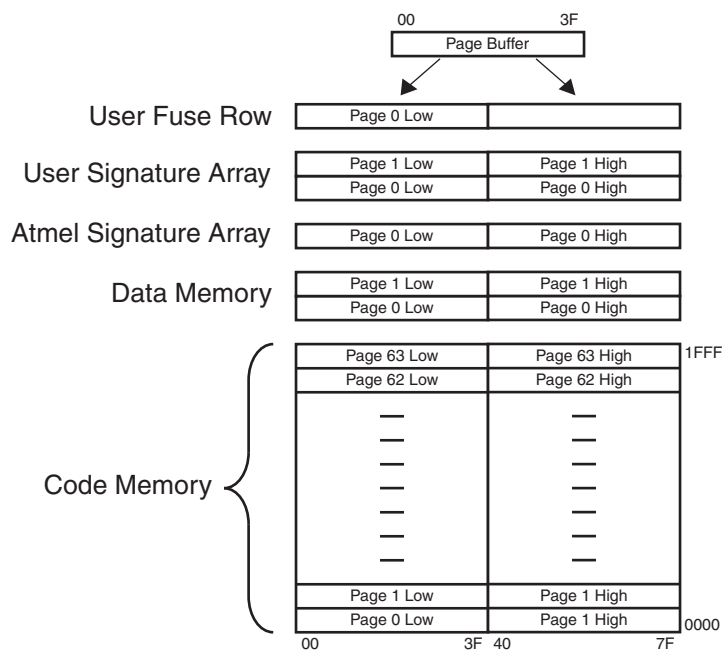 00 3F
Page Buffer
User Fuse Row Page 0 Low
User Signature Array
Page 1 Low Page 1 High
Page 0 Low Page 0 High
Atmel Signature Array Page 0 Low Page 0 High
Data Memory
Page 1 Low Page 1 High
Page 0 Low Page 0 High
Code Memory
Page 63 Low Page 63 High 1FFF
Page 62 Low Page 62 High
Page 1 Low Page 1 High
Page 0 Low Page 1 High 0000
00 3F 40 7F